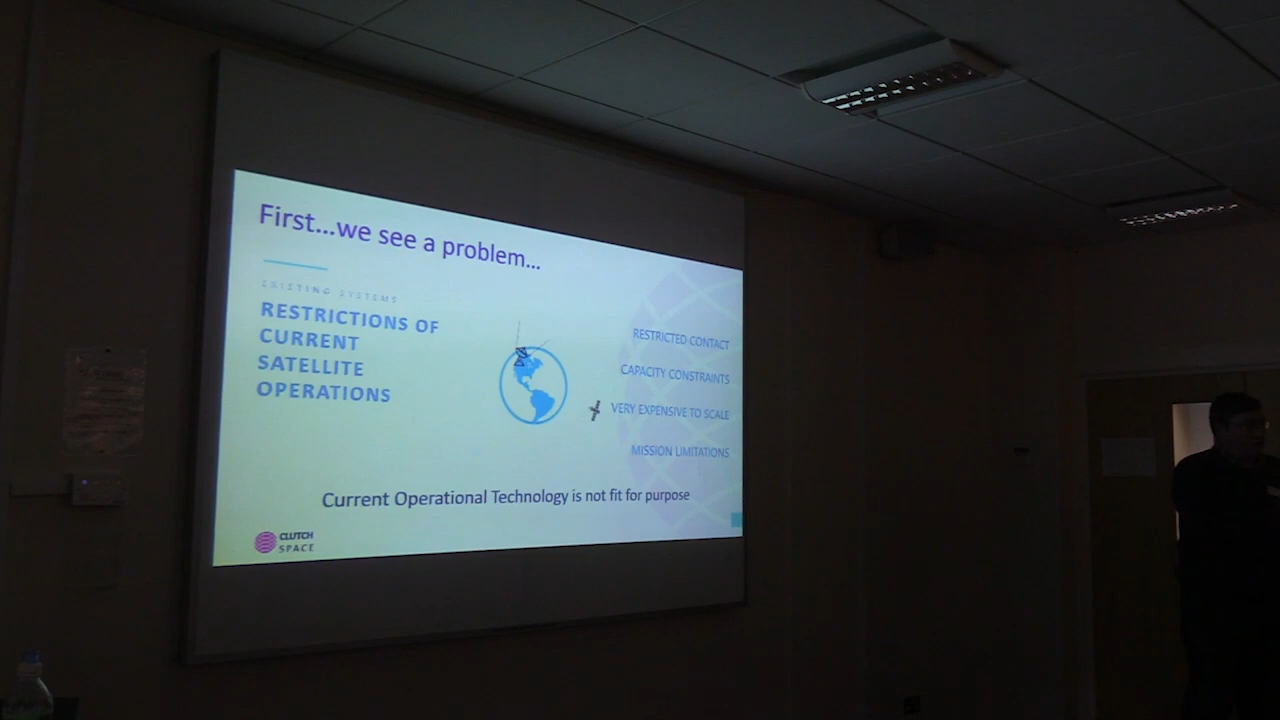 First...we see a problem...
EXISTING SYSTEMS
RESTRICTIONS OF
CURRENT
SATELLITE
OPERATIONS
RESTRICTED CONTACT
CAPACITY CONSTRAINTS
VERY EXPENSIVE TO SCALE
MISSION LIMITATIONS
Current Operational Technology is not fit for purpose
CLUTCH
SPACE